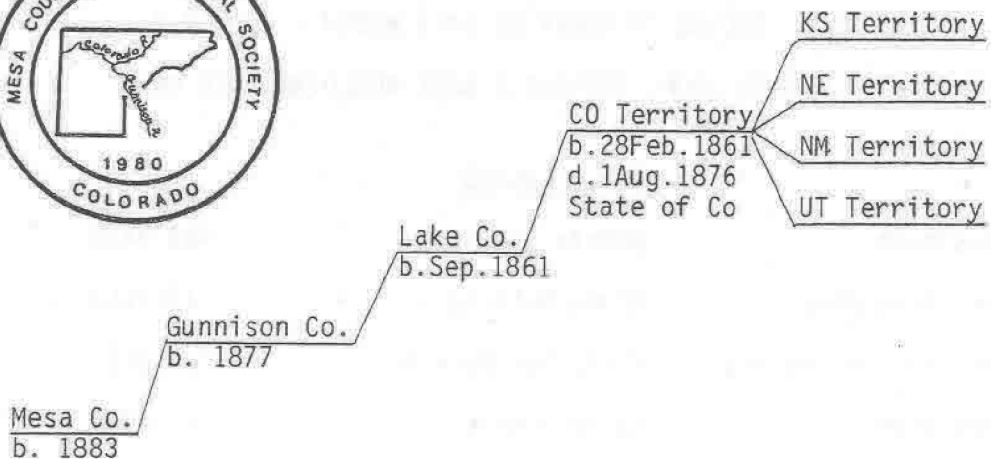 MESA COU
L SOCIETY
Colorado R.
Gunnison R.
1980
COLORADO
KS Territory
NE Territory
CO Territory
b.28Feb.1861
d.1Aug.1876
State of Co
NM Territory
UT Territory
Lake Co.
b.Sep.1861
Gunnison Co.
b. 1877
Mesa Co.
b. 1883